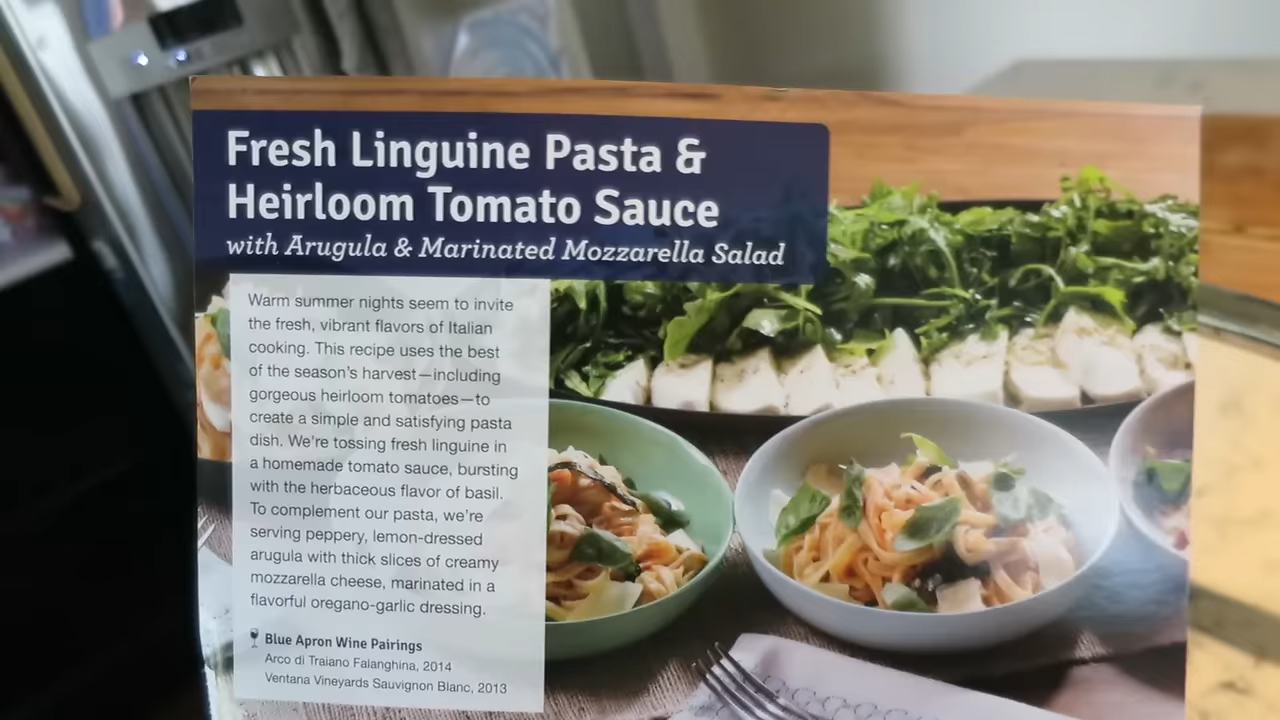 Fresh Linguine Pasta &
Heirloom Tomato Sauce
with Arugula & Marinated Mozzarella Salad
Warm summer nights seem to invite
the fresh, vibrant flavors of Italian
cooking. This recipe uses the best
of the season's harvest—including
gorgeous heirloom tomatoes—to
create a simple and satisfying pasta
dish. We're tossing fresh linguine in
a homemade tomato sauce, bursting
with the herbaceous flavor of basil.
To complement our pasta, we're
serving peppery, lemon-dressed
arugula with thick slices of creamy
mozzarella cheese, marinated in a
flavorful oregano-garlic dressing.
Blue Apron Wine Pairings
Arco di Traiano Falanghina, 2014
Ventana Vineyards Sauvignon Blanc, 2013